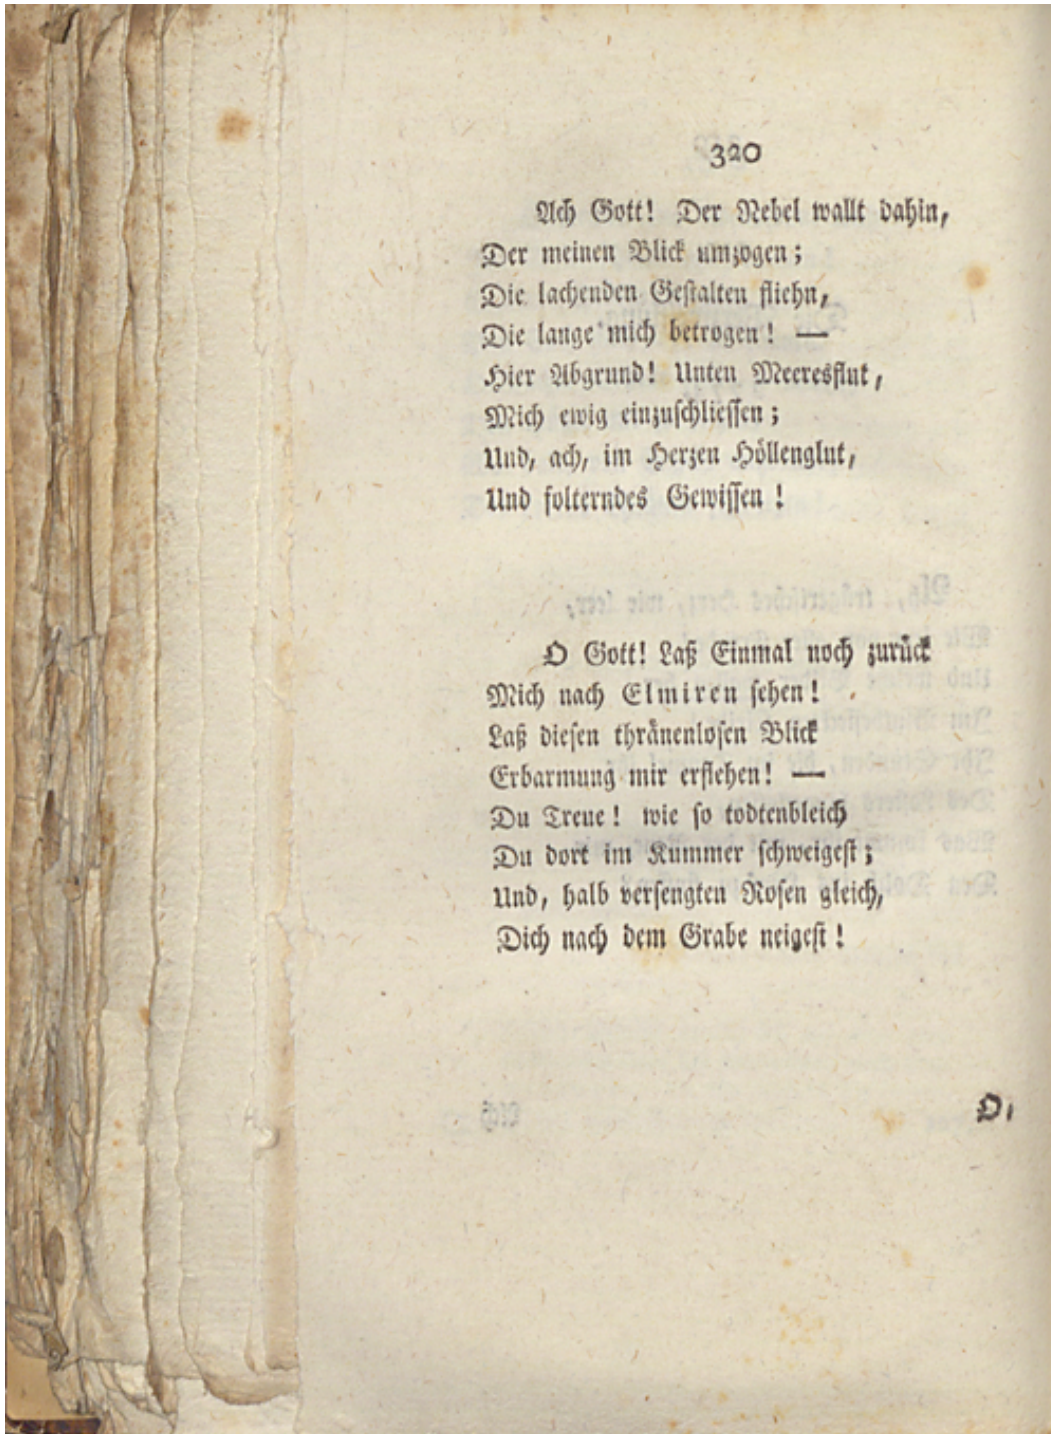 320
Ach Gott! Der Nebel wallt dahin,
Der meinen Blick umzogen;
Die lachenden Gestalten fliehn,
Die lange mich betrogen! —
Hier Abgrund! Unten Meeresflut,
Mich ewig einzuschliessen;
Und, ach, im Herzen Höllenglut,
Und folterndes Gewissen!
O Gott! Laß Einmal noch zurück
Mich nach Elmiren sehen!
Laß diesen thränenlosen Blick
Erbarmung mir erflehen! —
Du Treue! wie so todtenbleich
Du dort im Kummer schweigest;
Und, halb versengten Rosen gleich,
Dich nach dem Grabe neigest!
O,